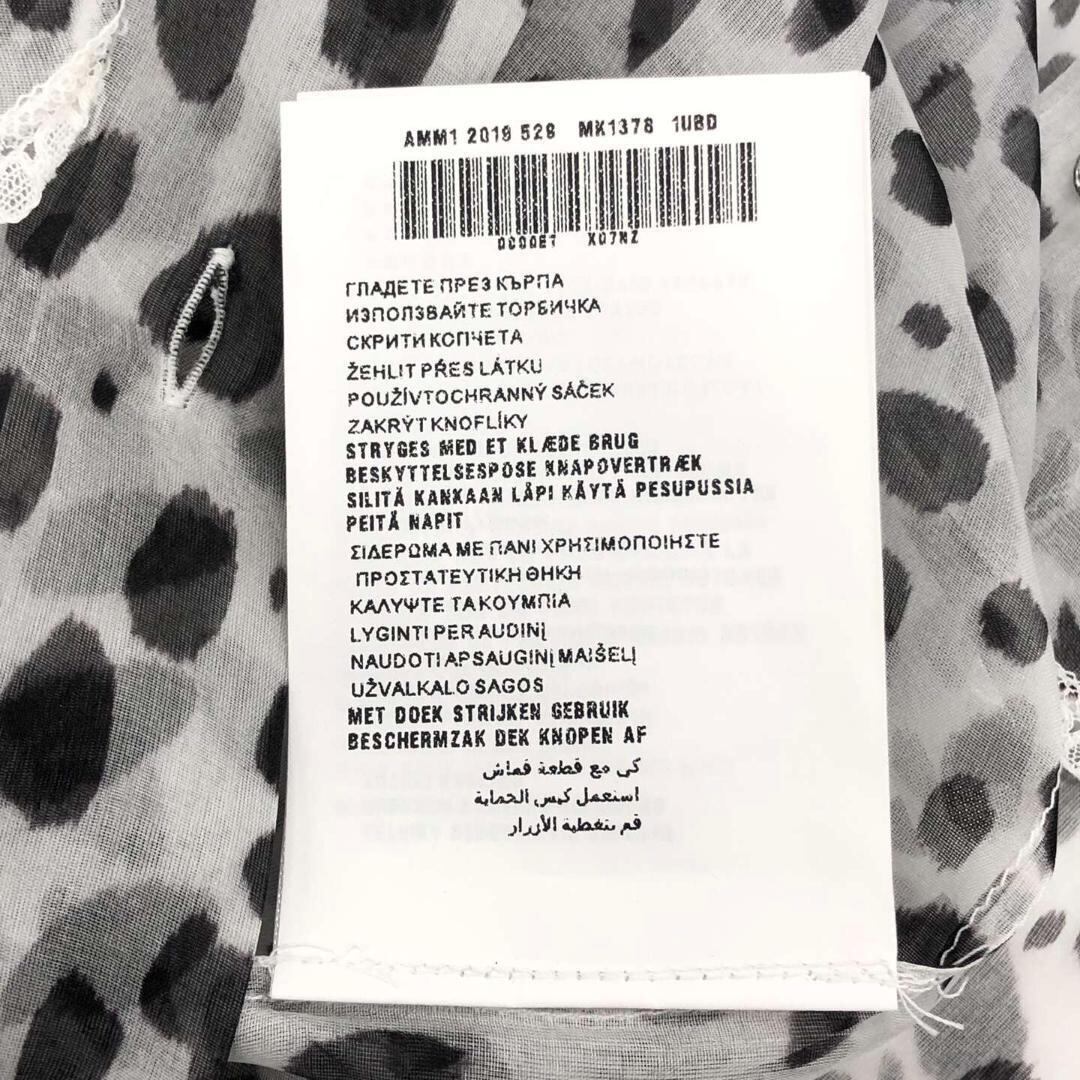 AMM1 2019 528 MK1378 1UBD
ГЛАДЕТЕ ПРЕЗ КЪРПА
ИЗПОЛЗВАЙТЕ ТОРБИЧКА
СКРИТИ КОПЧЕТА
ŽEHLIT PŘES LÁTKU
POUŽÍVTOCHRANNÝ SÁČEK
ZAKRÝT KNOFLÍKY
STRYGES MED ET KLÆDE BRUG
BESKYTTELSESPOSE KNAPOVERTRÆK
SILITÄ KANKAAN LÄPI KÄYTÄ PESUPUSSIA
PEITÄ NAPIT
ΣΙΔΕΡΩΜΑ ΜΕ ΠΑΝΙ ΧΡΗΣΙΜΟΠΟΙΗΣΤΕ
ΠΡΟΣΤΑΤΕΥΤΙΚΗ ΘΗΚΗ
ΚΑΛΥΨΤΕ ΤΑ ΚΟΥΜΠΙΑ
LYGINTI PER AUDINĮ
NAUDOTI APSAUGINĮ MAIŠELĮ
UŽVALKALO SAGOS
MET DOEK STRIJKEN GEBRUIK
BESCHERMZAK DEK KNOPEN AF
كى مع قطعة قماش
استعمل كيس الحماية
قم بتغطية الأزرار